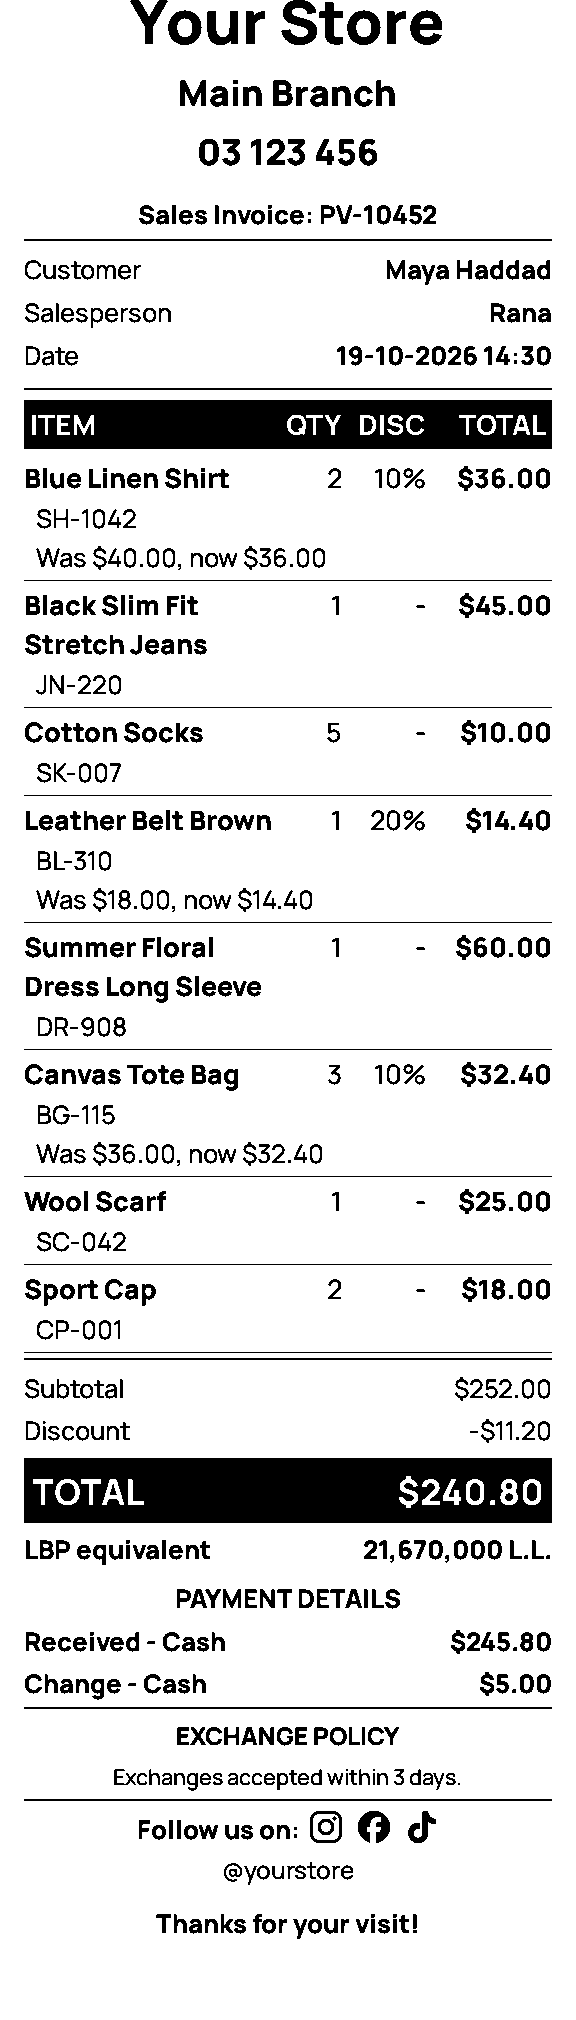 Your Store
Main Branch
03 123 456
Sales Invoice: PV-10452
Customer Maya Haddad
Salesperson Rana
Date 19-10-2026 14:30
ITEM QTY DISC TOTAL
Blue Linen Shirt 2 10% $36.00
SH-1042
Was $40.00, now $36.00
Black Slim Fit 1 - $45.00
Stretch Jeans
JN-220
Cotton Socks 5 - $10.00
SK-007
Leather Belt Brown 1 20% $14.40
BL-310
Was $18.00, now $14.40
Summer Floral 1 - $60.00
Dress Long Sleeve
DR-908
Canvas Tote Bag 3 10% $32.40
BG-115
Was $36.00, now $32.40
Wool Scarf 1 - $25.00
SC-042
Sport Cap 2 - $18.00
CP-001
Subtotal $252.00
Discount -$11.20
TOTAL $240.80
LBP equivalent 21,670,000 L.L.
PAYMENT DETAILS
Received - Cash $245.80
Change - Cash $5.00
EXCHANGE POLICY
Exchanges accepted within 3 days.
Follow us on:
@yourstore
Thanks for your visit!